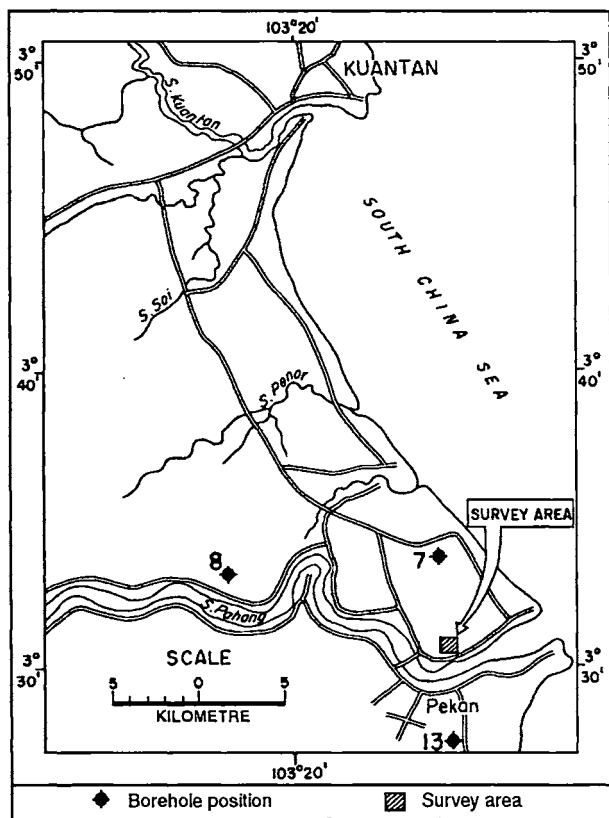 103°20'
3°
50'
3°
50'
KUANTAN
S. Kuantan
SOUTH CHINA SEA
S. Soi
3°
40'
3°
40'
S. Penor
SURVEY AREA
8
7
S. Pahang
SCALE
5 0 5
KILOMETRE
3°
30'
3°
30'
Pekan
13
103°20'
Borehole position
Survey area